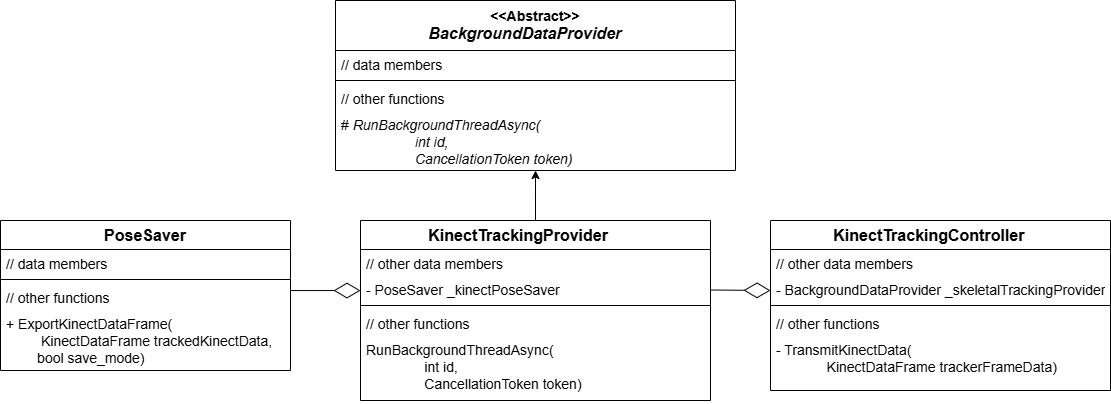 <<Abstract>>
BackgroundDataProvider
// data members
// other functions
# RunBackgroundThreadAsync(
int id,
CancellationToken token)
PoseSaver
// data members
// other functions
+ ExportKinectDataFrame(
KinectDataFrame trackedKinectData,
bool save_mode)
KinectTrackingProvider
// other data members
- PoseSaver _kinectPoseSaver
// other functions
RunBackgroundThreadAsync(
int id,
CancellationToken token)
KinectTrackingController
// other data members
- BackgroundDataProvider _skeletalTrackingProvider
// other functions
- TransmitKinectData(
KinectDataFrame trackerFrameData)